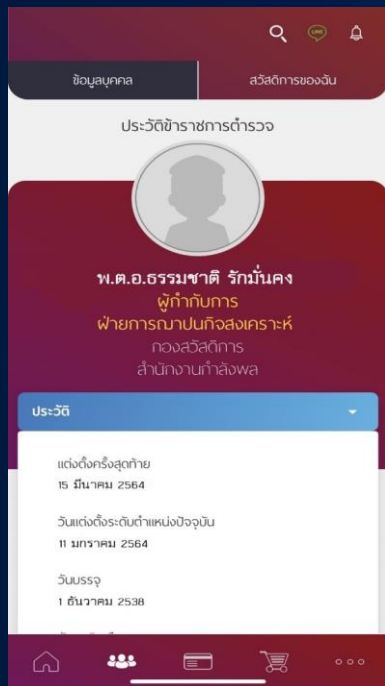 LINE
ข้อมูลบุคคล
สวัสดิการของฉัน
ประวัติข้าราชการตำรวจ
พ.ต.อ.ธรรมชาติ รักมั่นคง
ผู้กำกับการ
ฝ่ายการฌาปนกิจสงเคราะห์
กองสวัสดิการ
สำนักงานกำลังพล
ประวัติ
แต่งตั้งครั้งสุดท้าย
15 มีนาคม 2564
วันแต่งตั้งระดับตำแหน่งปัจจุบัน
11 มกราคม 2564
วันบรรจุ
1 ธันวาคม 2538